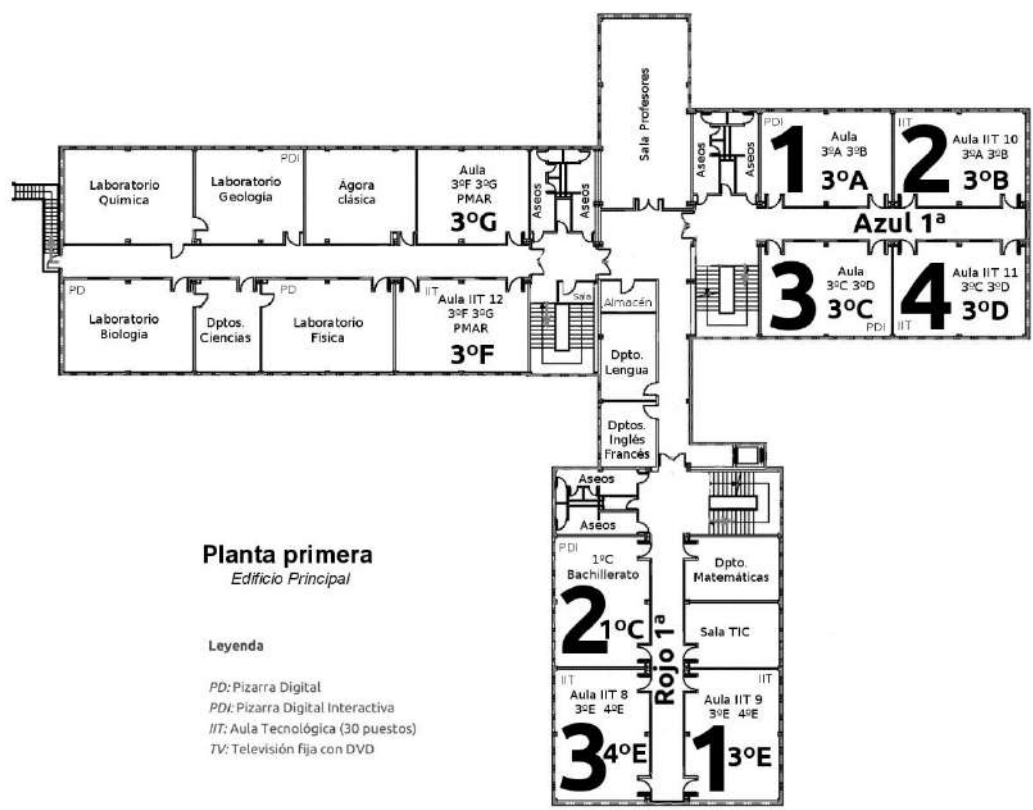 Sala Profesores
Aseos
Aseos
PDI
1
Aula
3ºA 3ºB
3ºA
IIT
2
Aula IIT 10
3ºA 3ºB
3ºB
Azul 1ª
3
Aula
3ºC 3ºD
3ºC
PDI
4
Aula IIT 11
3ºC 3ºD
3ºD
IIT
Laboratorio
Química
PDI
Laboratorio
Geología
Ágora
clásica
Aula
3ºF 3ºG
PMAR
3ºG
Aseos
Aseos
PD
Laboratorio
Biologia
Dptos.
Ciencias
PD
Laboratorio
Fisica
IIT
Aula IIT 12
3ºF 3ºG
PMAR
3ºF
Sala
Almacén
Dpto.
Lengua
Dptos.
Inglés
Francés
Aseos
Aseos
PDI
1ºC
Bachillerato
2
1ºC
Dpto.
Matemáticas
Sala TIC
Rojo 1ª
IIT
Aula IIT 8
3ºE 4ºE
3
4ºE
IIT
Aula IIT 9
3ºE 4ºE
1
3ºE
Planta primera
Edificio Principal
Leyenda
PD: Pizarra Digital
PDI: Pizarra Digital Interactiva
IIT: Aula Tecnológica (30 puestos)
TV: Televisión fija con DVD